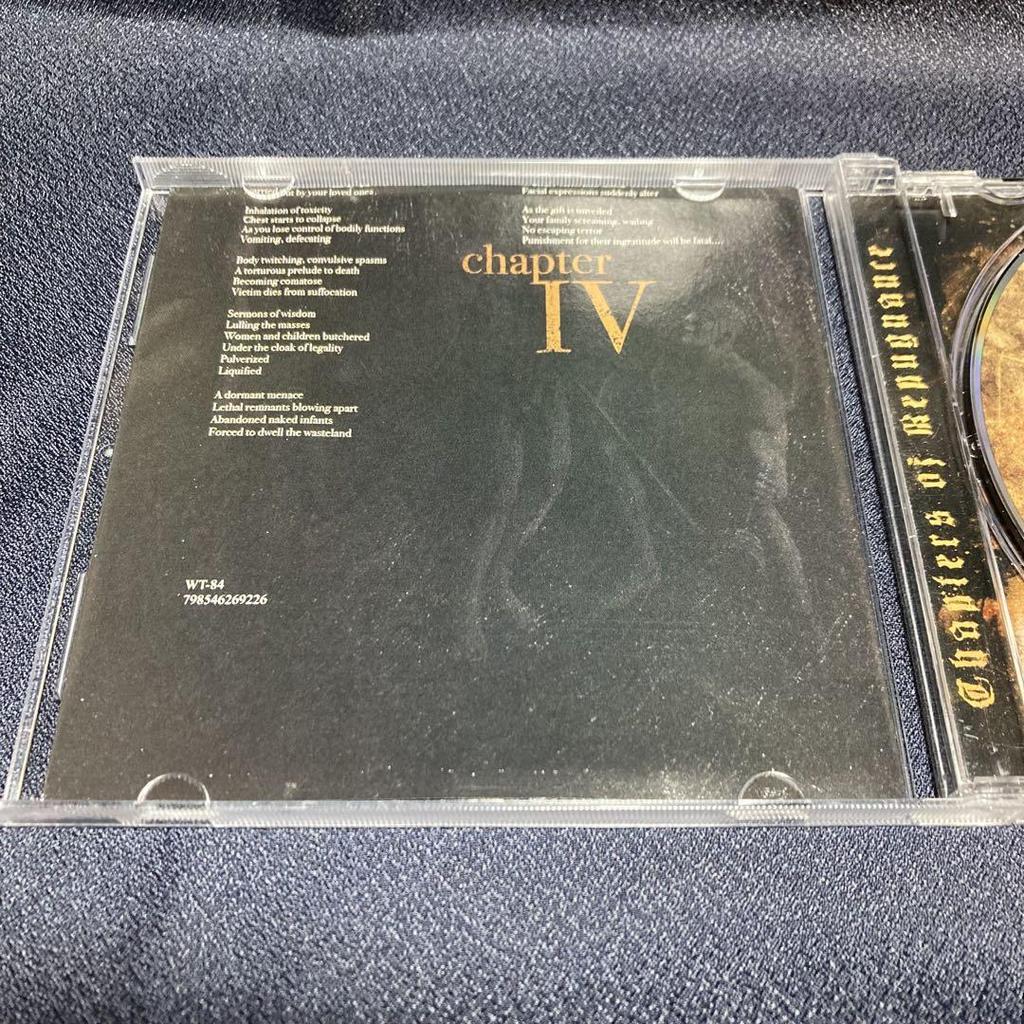 by your loved ones
Inhalation of toxicity
Chest starts to collapse
As you lose control of bodily functions
Vomiting, defecating
Body twitching, convulsive spasms
A torturous prelude to death
Becoming comatose
Victim dies from suffocation
Sermons of wisdom
Lulling the masses
Women and children butchered
Under the cloak of legality
Pulverized
Liquified
A dormant menace
Lethal remnants blowing apart
Abandoned naked infants
Forced to dwell the wasteland
WT-84
798546269226
Facial expressions suddenly alter
As the gift is unveiled
Your family screaming, wailing
No escaping terror
Punishment for their ingratitude will be fatal....
chapter
IV
Chapters of Repugnance